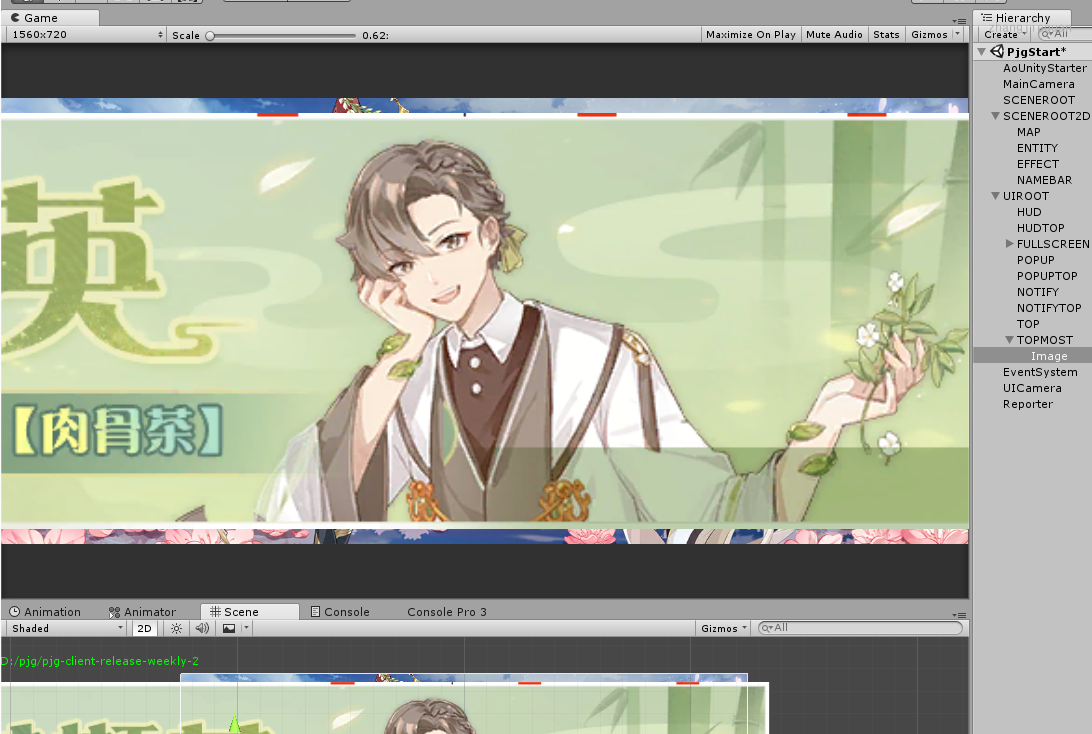 Game
Hierarchy
1560x720
Scale
0.62:
Maximize On Play
Mute Audio
Stats
Gizmos
Create
All
PjgStart*
AoUnityStarter
MainCamera
SCENEROOT
SCENEROOT2D
MAP
ENTITY
EFFECT
NAMEBAR
UIROOT
HUD
HUDTOP
FULLSCREEN
POPUP
POPUPTOP
NOTIFY
NOTIFYTOP
TOP
TOPMOST
Image
EventSystem
UICamera
Reporter
英
【肉骨茶】
Animation
Animator
Scene
Console
Console Pro 3
Shaded
2D
Gizmos
All
D:/pjg/pjg-client-release-weekly-2